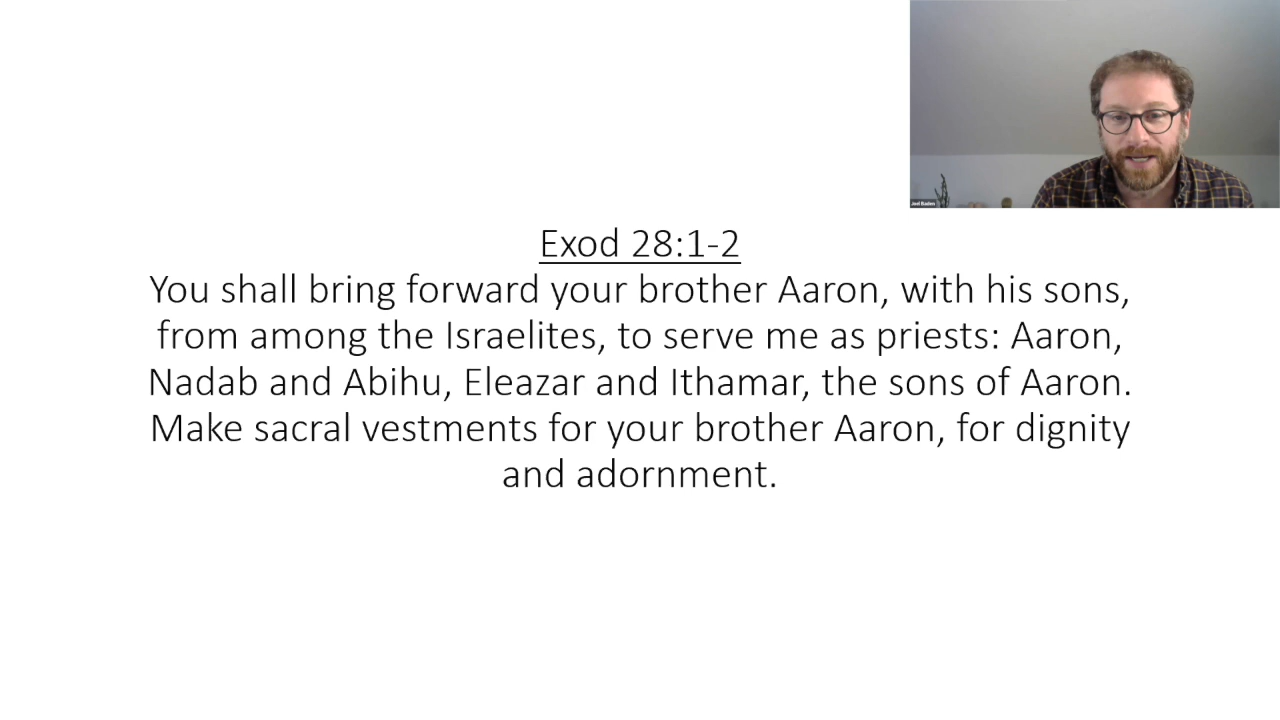 Joel Baden
Exod 28:1-2
You shall bring forward your brother Aaron, with his sons,
from among the Israelites, to serve me as priests: Aaron,
Nadab and Abihu, Eleazar and Ithamar, the sons of Aaron.
Make sacral vestments for your brother Aaron, for dignity
and adornment.